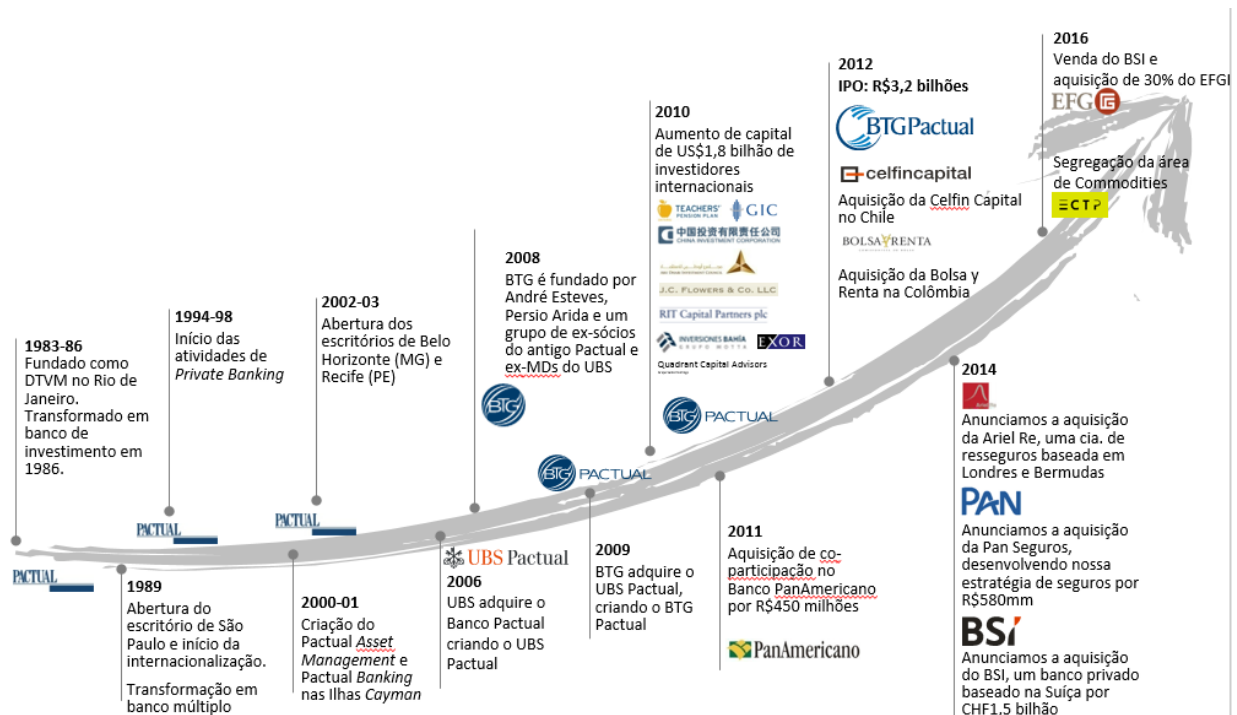 1983-86
Fundado como
DTVM no Rio de
Janeiro.
Transformado em
banco de
investimento em
1986.
PACTUAL
1989
Abertura do
escritório de São
Paulo e início da
internacionalização.
Transformação em
banco múltiplo
1994-98
Início das
atividades de
Private Banking
PACTUAL
2000-01
Criação do
Pactual Asset
Management e
Pactual Banking
nas Ilhas Cayman
2002-03
Abertura dos
escritórios de Belo
Horizonte (MG) e
Recife (PE)
PACTUAL
UBS Pactual
2006
UBS adquire o
Banco Pactual
criando o UBS
Pactual
2008
BTG é fundado por
André Esteves,
Persio Arida e um
grupo de ex-sócios
do antigo Pactual e
ex-MDs do UBS
BTG
BTG PACTUAL
2009
BTG adquire o
UBS Pactual,
criando o BTG
Pactual
2010
Aumento de capital
de US$1,8 bilhão de
investidores
internacionais
TEACHERS'
PENSION PLAN
GIC
中国投资有限责任公司
CHINA INVESTMENT CORPORATION
J.C. FLOWERS & CO. LLC
RIT Capital Partners plc
INVERSIONES BAHÍA
GRUPO MOTTA
EXOR
Quadrant Capital Advisors
BTG PACTUAL
2011
Aquisição de co-
participação no
Banco PanAmericano
por R$450 milhões
PanAmericano
2012
IPO: R$3,2 bilhões
BTGPactual
celfincapital
Aquisição da Celfin Capital
no Chile
BOLSA Y RENTA
Aquisição da Bolsa y
Renta na Colômbia
2014
Anunciamos a aquisição
da Ariel Re, uma cia. de
resseguros baseada em
Londres e Bermudas
PAN
Anunciamos a aquisição
da Pan Seguros,
desenvolvendo nossa
estratégia de seguros por
R$580mm
BSI
Anunciamos a aquisição
do BSI, um banco privado
baseado na Suíça por
CHF1,5 bilhão
2016
Venda do BSI e
aquisição de 30% do EFGI
EFG
Segregação da área
de Commodities
ECTP